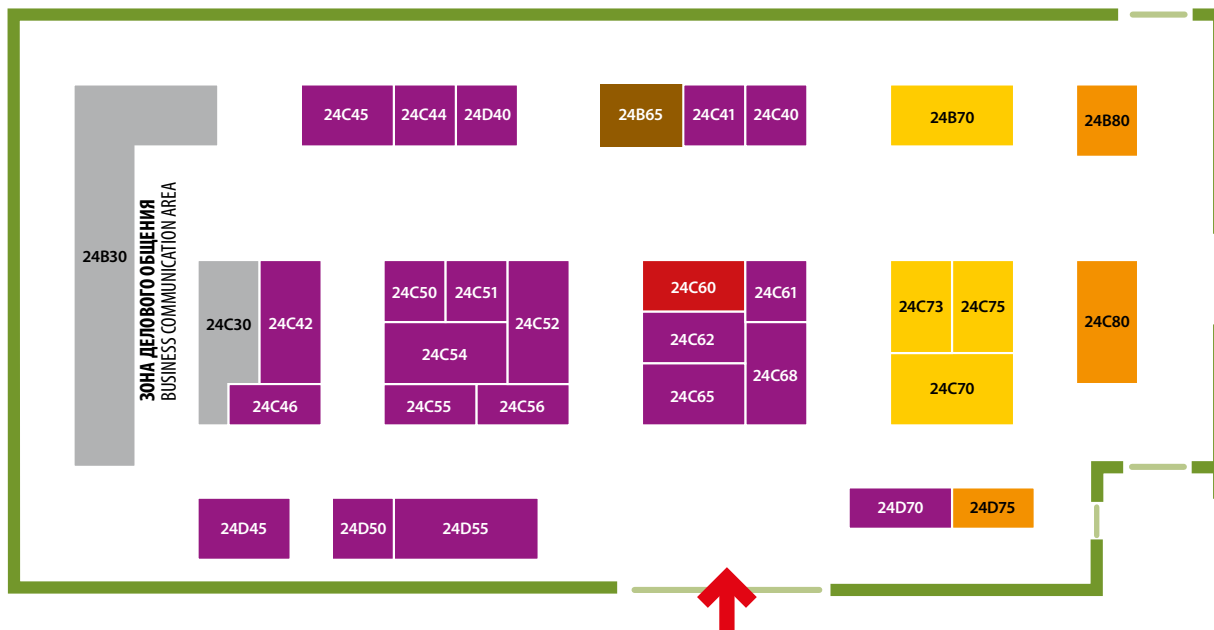 24C45
24C44
24D40
24B65
24C41
24C40
24B70
24B80
24B30
ЗОНА ДЕЛОВОГО ОБЩЕНИЯ
BUSINESS COMMUNICATION AREA
24C30
24C42
24C46
24C50
24C51
24C52
24C54
24C55
24C56
24C60
24C61
24C62
24C68
24C65
24C73
24C75
24C70
24C80
24D45
24D50
24D55
24D70
24D75